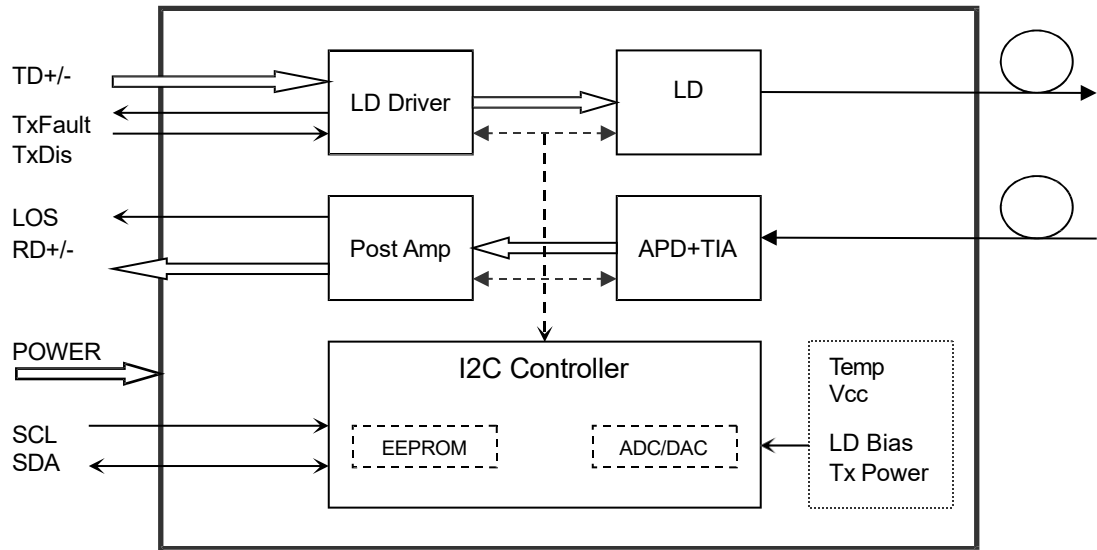 TD+/-
TxFault
TxDis
LD Driver
LD
LOS
RD+/-
Post Amp
APD+TIA
POWER
SCL
SDA
I2C Controller
EEPROM
ADC/DAC
Temp
Vcc
LD Bias
Tx Power